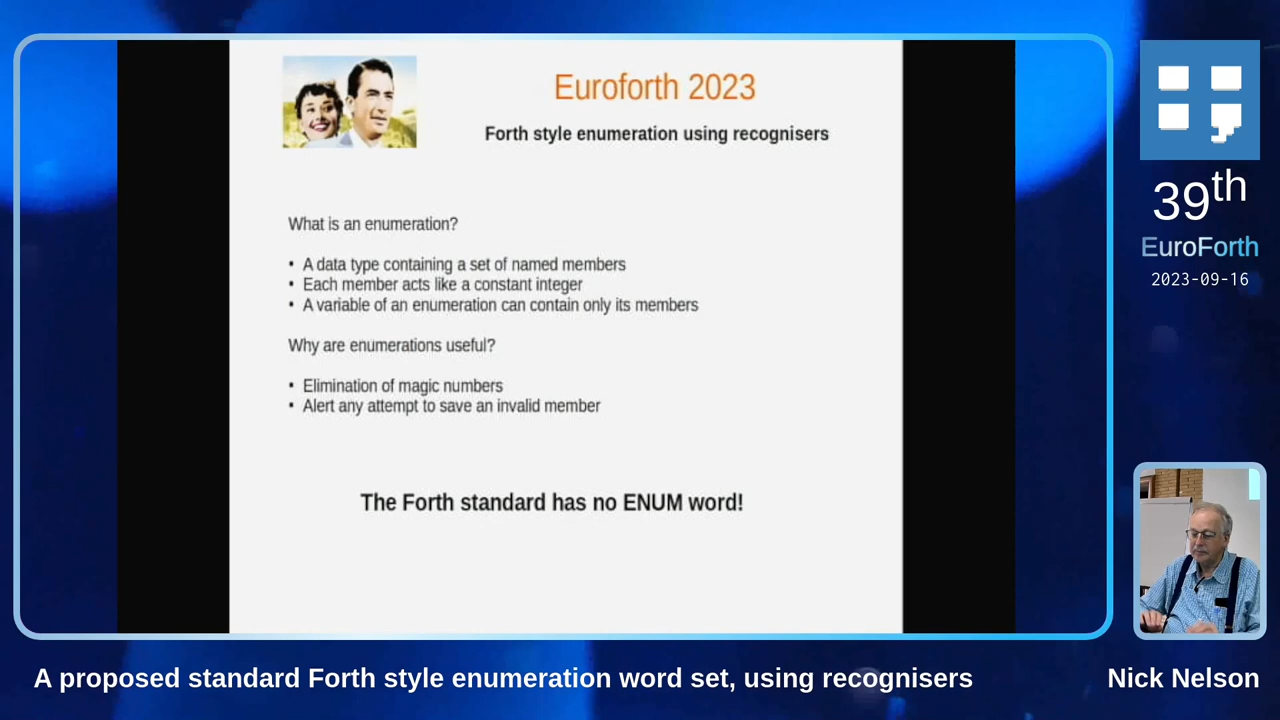 Euroforth 2023
Forth style enumeration using recognisers
What is an enumeration?
• A data type containing a set of named members
• Each member acts like a constant integer
• A variable of an enumeration can contain only its members
Why are enumerations useful?
• Elimination of magic numbers
• Alert any attempt to save an invalid member
The Forth standard has no ENUM word!
39th
EuroForth
2023-09-16
A proposed standard Forth style enumeration word set, using recognisers
Nick Nelson